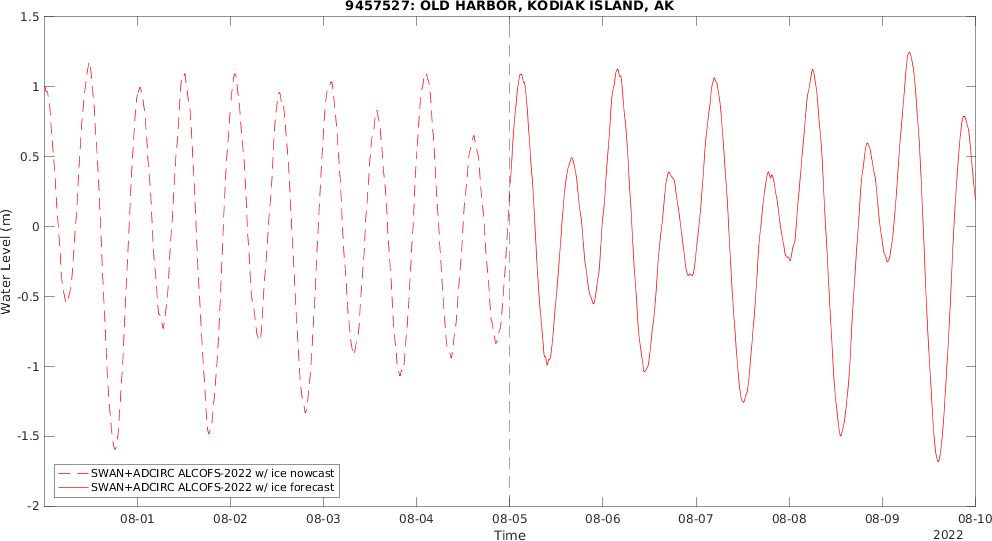 9457527: OLD HARBOR, KODIAK ISLAND, AK
1.5
1
0.5
0
-0.5
-1
-1.5
-2
Water Level (m)
SWAN+ADCIRC ALCOFS-2022 w/ ice nowcast
SWAN+ADCIRC ALCOFS-2022 w/ ice forecast
08-01 08-02 08-03 08-04 08-05 08-06 08-07 08-08 08-09 08-10
Time
2022